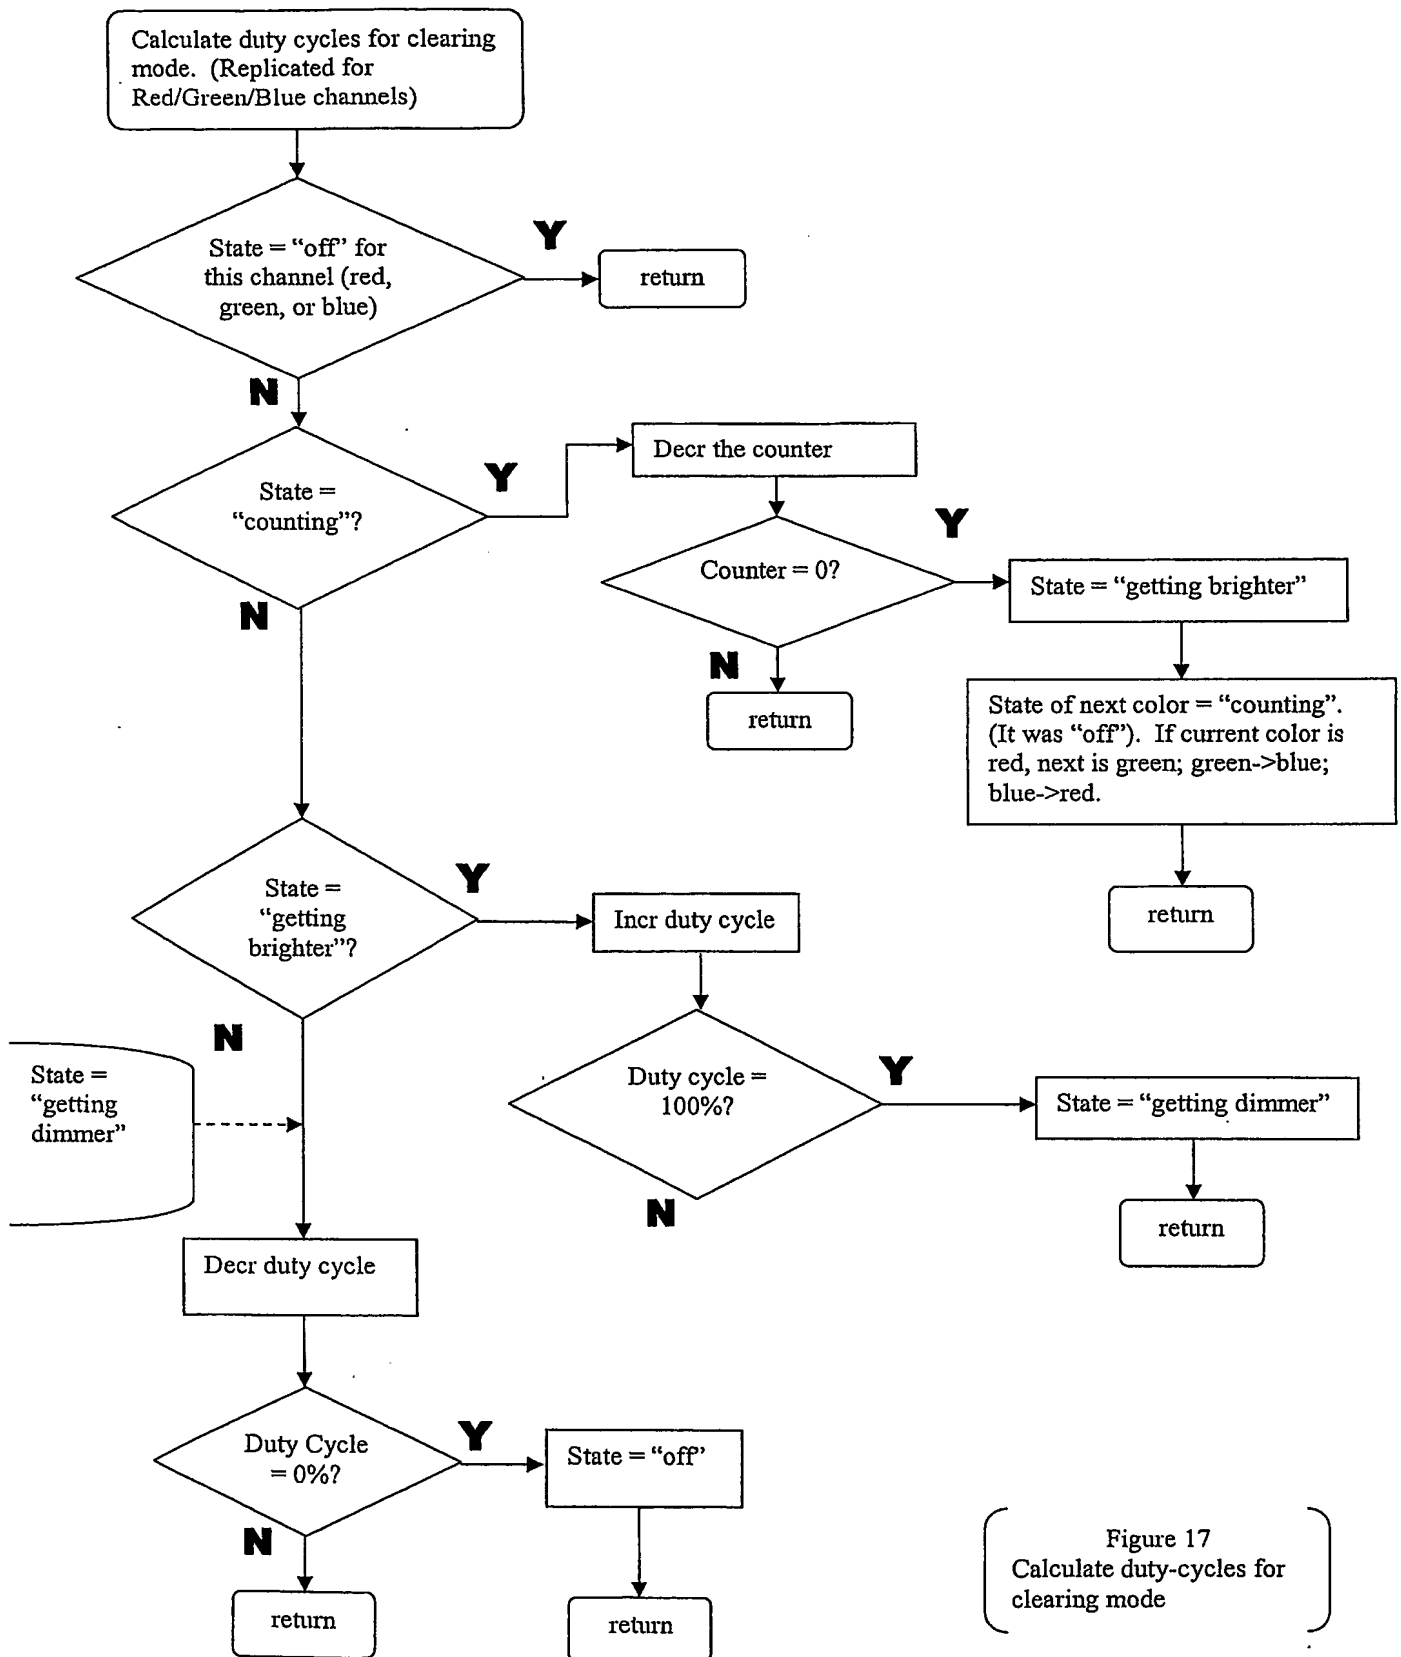 Calculate duty cycles for clearing
mode. (Replicated for
Red/Green/Blue channels)
State = “off” for
this channel (red,
green, or blue)
Y
return
N
State =
“counting”?
Y
Decr the counter
Counter = 0?
Y
State = “getting brighter”
N
return
State of next color = “counting”.
(It was “off”). If current color is
red, next is green; green->blue;
blue->red.
return
N
State =
“getting
brighter”?
Y
Incr duty cycle
Duty cycle =
100%?
Y
State = “getting dimmer”
return
N
N
State =
“getting
dimmer”
Decr duty cycle
Duty Cycle
= 0%?
Y
State = “off”
return
N
return
Figure 17
Calculate duty-cycles for
clearing mode